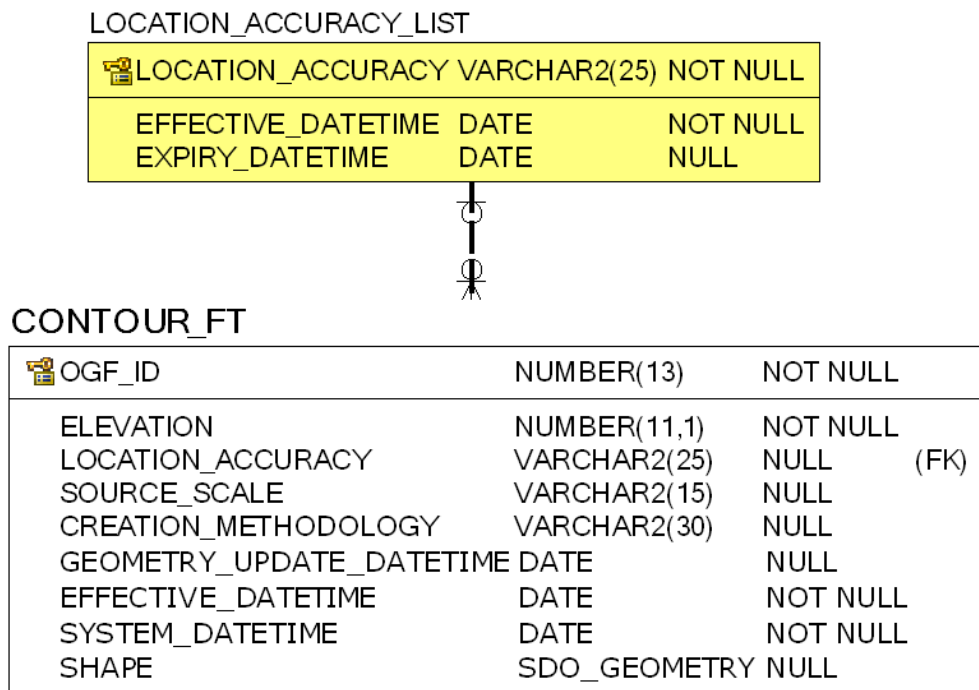 LOCATION_ACCURACY_LIST
LOCATION_ACCURACY VARCHAR2(25) NOT NULL
EFFECTIVE_DATETIME DATE NOT NULL
EXPIRY_DATETIME DATE NULL
CONTOUR_FT
OGF_ID NUMBER(13) NOT NULL
ELEVATION NUMBER(11,1) NOT NULL
LOCATION_ACCURACY VARCHAR2(25) NULL (FK)
SOURCE_SCALE VARCHAR2(15) NULL
CREATION_METHODOLOGY VARCHAR2(30) NULL
GEOMETRY_UPDATE_DATETIME DATE NULL
EFFECTIVE_DATETIME DATE NOT NULL
SYSTEM_DATETIME DATE NOT NULL
SHAPE SDO_GEOMETRY NULL